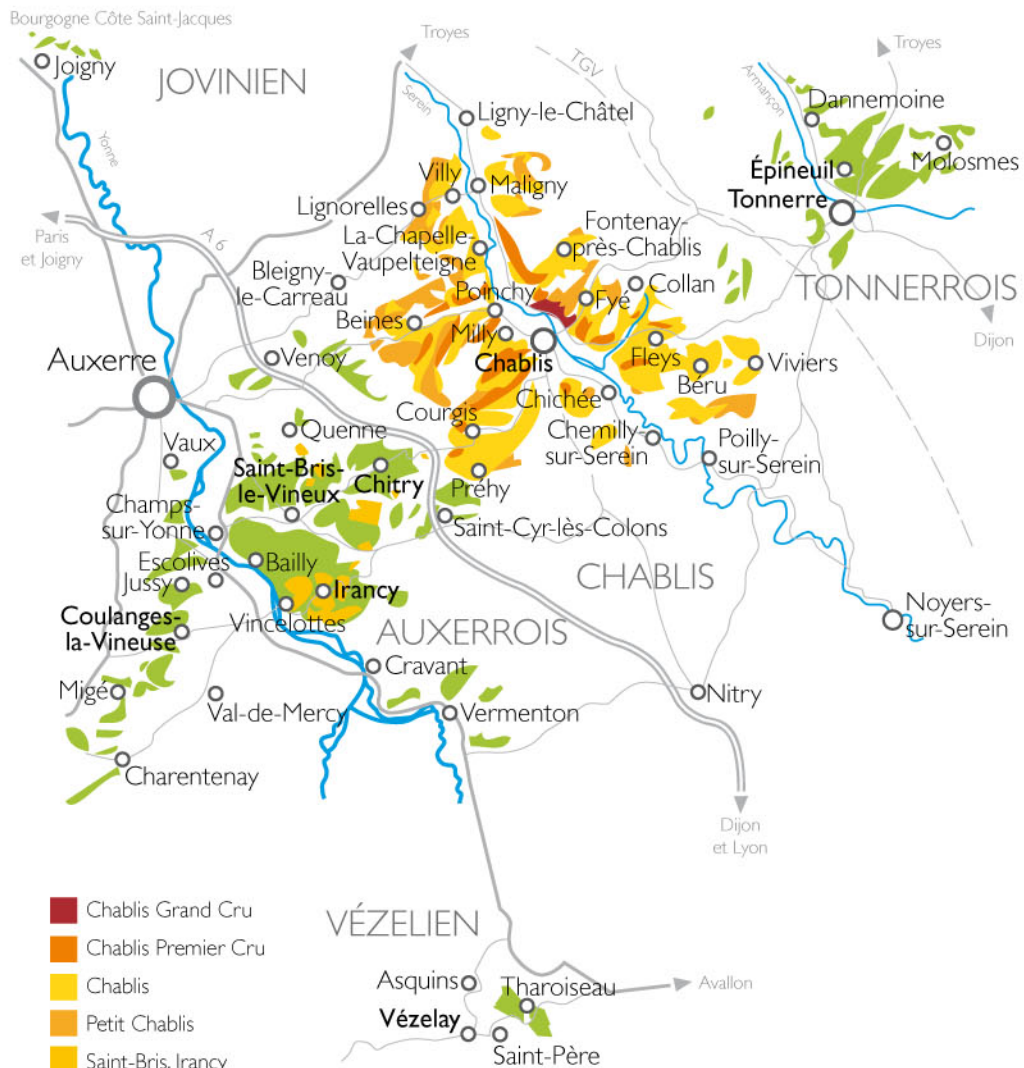 Bourgogne Côte Saint-Jacques
Joigny
JOVINIEN
Troyes
TGV
Troyes
Yonne
Serein
Armançon
Ligny-le-Châtel
Dannemoine
Molosmes
Épineuil
Tonnerre
Villy
Maligny
Lignorelles
Fontenay-
près-Chablis
La-Chapelle-
Vaupelteigne
Paris
et Joigny
A 6
Bleigny-
le-Carreau
Poinchy
Fyé
Collan
TONNERROIS
Beines
Milly
Chablis
Fleys
Dijon
Auxerre
Venoy
Béru
Viviers
Chichée
Courgis
Quenne
Chemilly-
sur-Serein
Poilly-
sur-Serein
Vaux
Saint-Bris-
le-Vineux
Chitry
Préhy
Champs-
sur-Yonne
Saint-Cyr-lès-Colons
Escolives
Bailly
Jussy
CHABLIS
Irancy
Noyers-
sur-Serein
Coulanges-
la-Vineuse
Vincelottes
AUXERROIS
Cravant
Migé
Val-de-Mercy
Vermenton
Nitry
Charentenay
Dijon
et Lyon
Chablis Grand Cru
Chablis Premier Cru
Chablis
Petit Chablis
Saint-Bris, Irancy
VÉZELIEN
Asquins
Tharoiseau
Avallon
Vézelay
Saint-Père